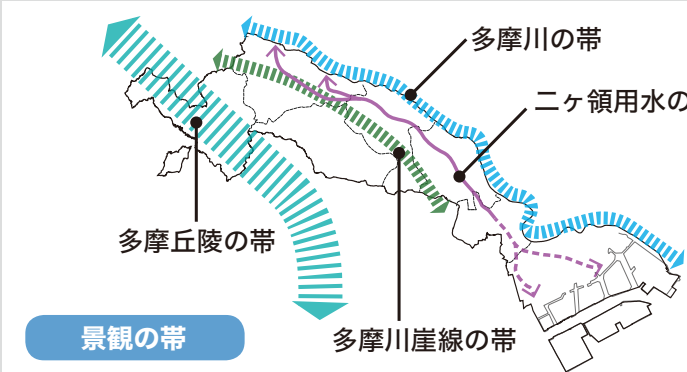 多摩川の帯
二ヶ領用水の
多摩丘陵の帯
多摩川崖線の帯
景観の帯